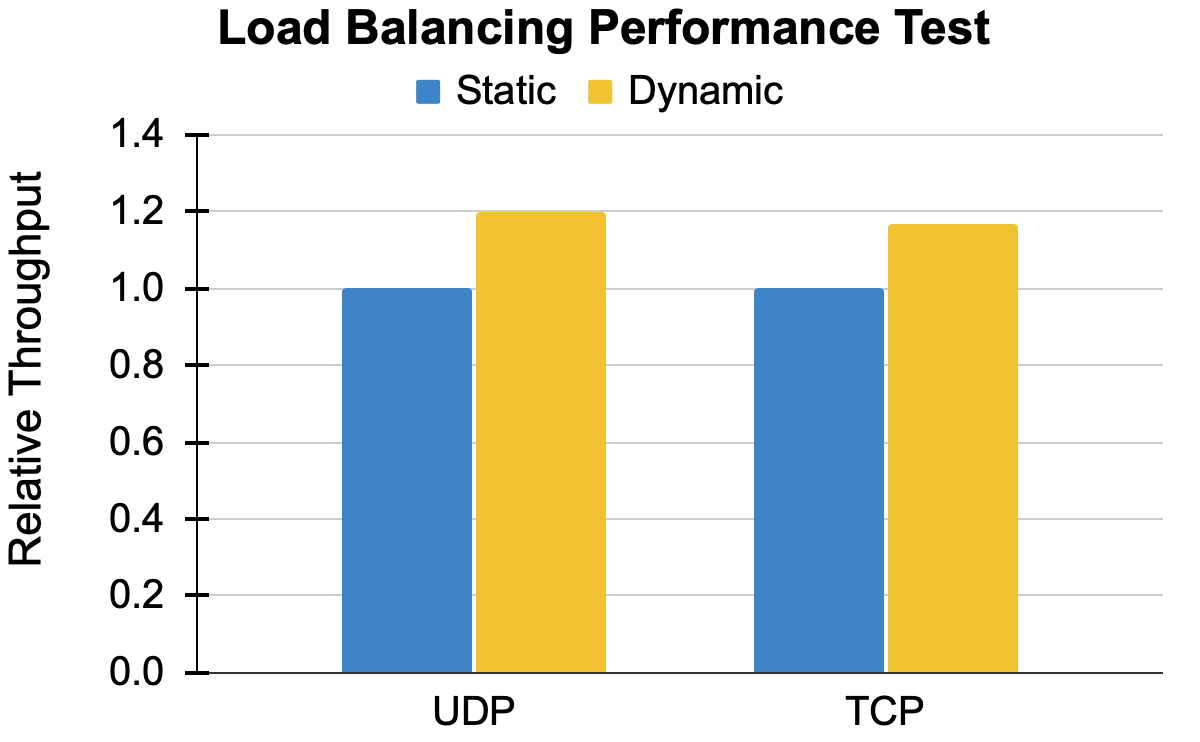 Load Balancing Performance Test
Static Dynamic
Relative Throughput
1.4
1.2
1.0
0.8
0.6
0.4
0.2
0.0
UDP TCP